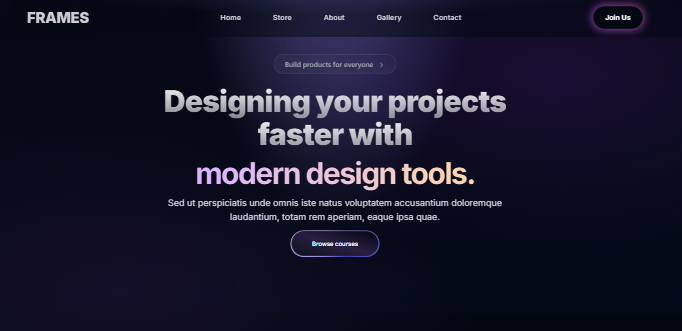 FRAMES
Home
Store
About
Gallery
Contact
Join Us
Build products for everyone >
Designing your projects
faster with
modern design tools.
Sed ut perspiciatis unde omnis iste natus voluptatem accusantium doloremque
laudantium, totam rem aperiam, eaque ipsa quae.
Browse courses